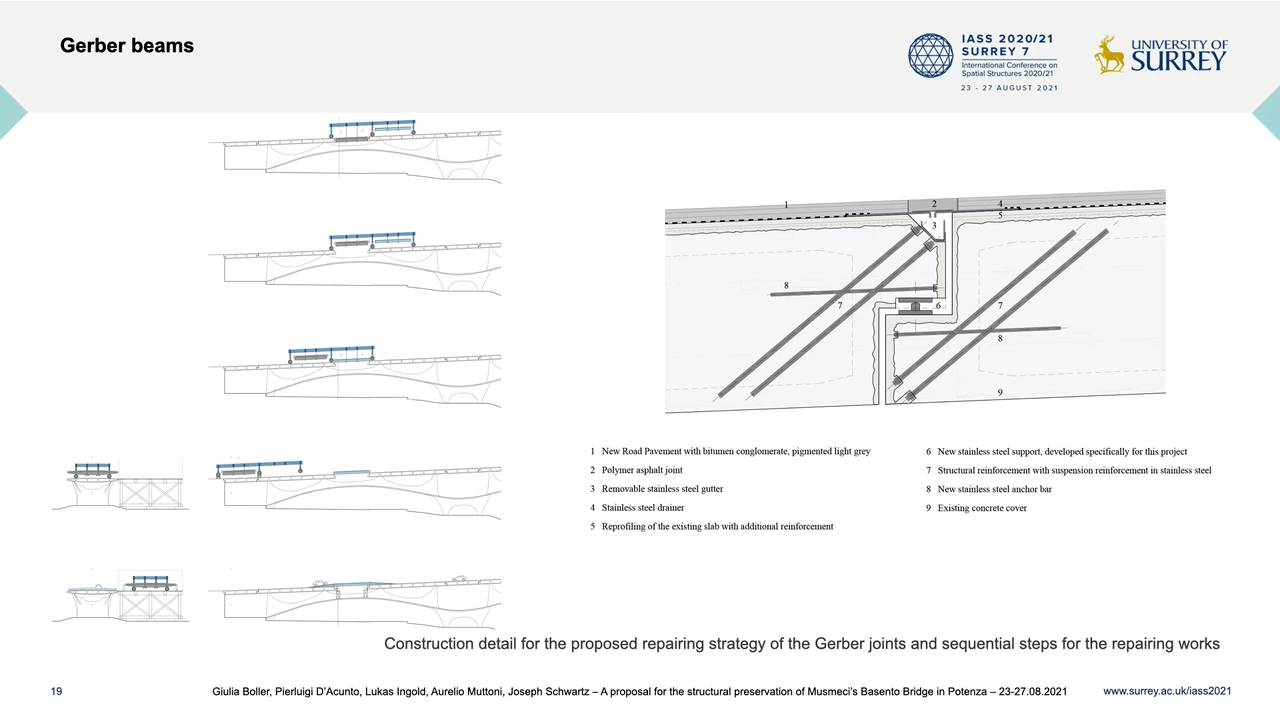 Gerber beams
IASS 2020/21
SURREY 7
International Conference on
Spatial Structures 2020/21
23 - 27 AUGUST 2021
UNIVERSITY OF
SURREY
1
2
4
5
3
8
7
6
7
8
9
1 New Road Pavement with bitumen conglomerate, pigmented light grey
2 Polymer asphalt joint
3 Removable stainless steel gutter
4 Stainless steel drainer
5 Reprofiling of the existing slab with additional reinforcement
6 New stainless steel support, developed specifically for this project
7 Structural reinforcement with suspension reinforcement in stainless steel
8 New stainless steel anchor bar
9 Existing concrete cover
Construction detail for the proposed repairing strategy of the Gerber joints and sequential steps for the repairing works
19
Giulia Boller, Pierluigi D'Acunto, Lukas Ingold, Aurelio Muttoni, Joseph Schwartz – A proposal for the structural preservation of Musmeci's Basento Bridge in Potenza – 23-27.08.2021
www.surrey.ac.uk/iass2021